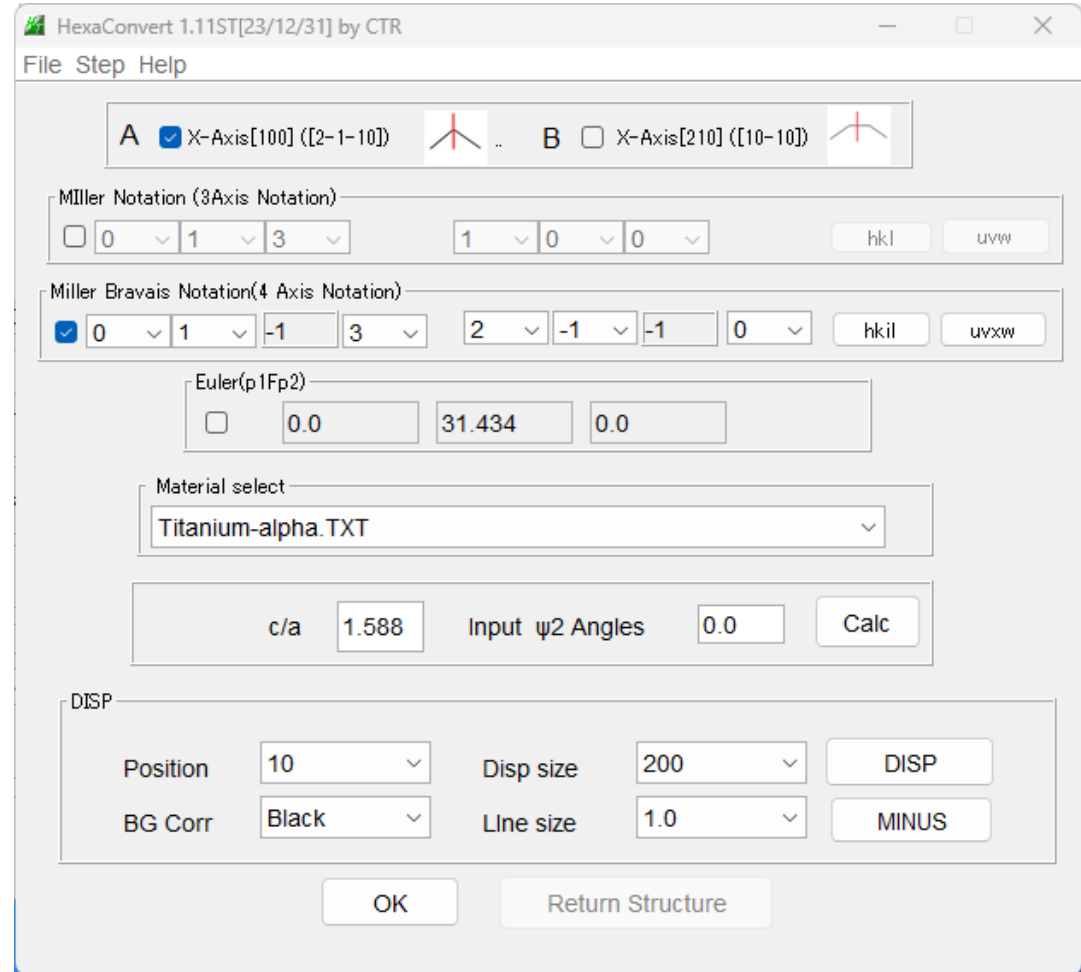 HexaConvert 1.11ST[23/12/31] by CTR
File Step Help
A X-Axis[100] ([2-1-10]) .. B X-Axis[210] ([10-10])
MIller Notation (3Axis Notation)
0 1 3 1 0 0 hkl uvw
Miller Bravais Notation(4 Axis Notation)
0 1 -1 3 2 -1 -1 0 hkil uvxw
Euler(p1Fp2)
0.0 31.434 0.0
Material select
Titanium-alpha.TXT
c/a 1.588 Input ψ2 Angles 0.0 Calc
DISP
Position 10 Disp size 200 DISP
BG Corr Black LIne size 1.0 MINUS
OK Return Structure